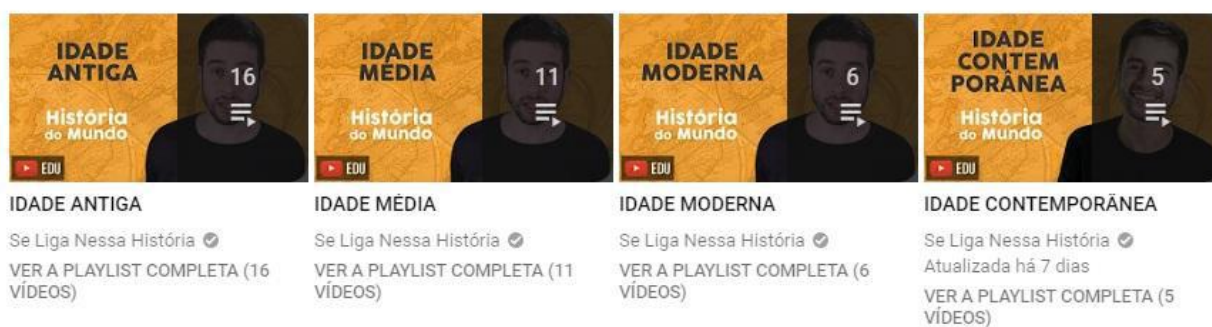 IDADE
ANTIGA
16
História
do Mundo
EDU
IDADE ANTIGA
Se Liga Nessa História
VER A PLAYLIST COMPLETA (16
VÍDEOS)
IDADE
MÉDIA
11
História
do Mundo
EDU
IDADE MÉDIA
Se Liga Nessa História
VER A PLAYLIST COMPLETA (11
VÍDEOS)
IDADE
MODERNA
6
História
do Mundo
EDU
IDADE MODERNA
Se Liga Nessa História
VER A PLAYLIST COMPLETA (6
VÍDEOS)
IDADE
CONTEM
PORÂNEA
5
História
do Mundo
EDU
IDADE CONTEMPORÂNEA
Se Liga Nessa História
Atualizada há 7 dias
VER A PLAYLIST COMPLETA (5
VÍDEOS)